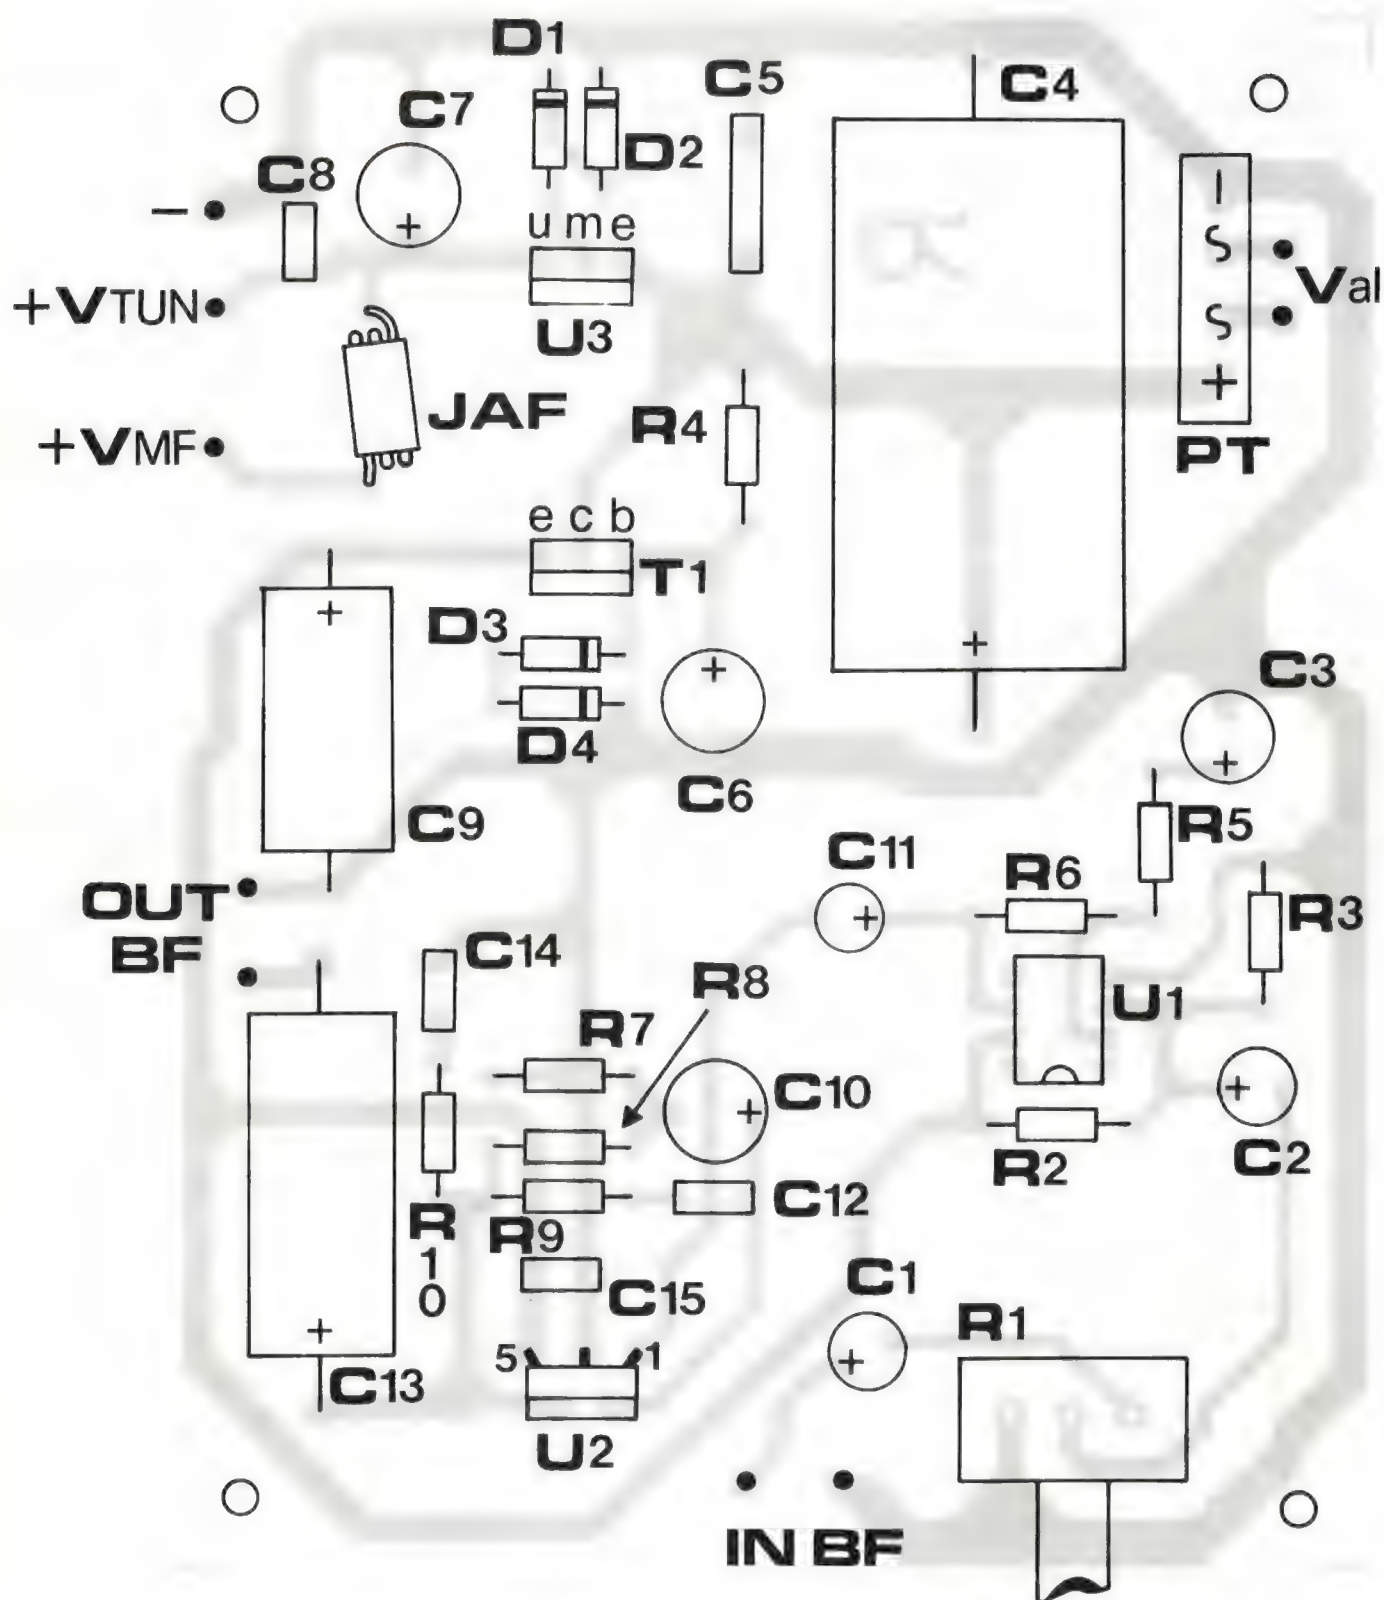 D1
C5
C4
C7
D2
C8
−
+
u m e
−
S
S
+
Val
+VTUN
U3
JAF
R4
+VMF
PT
e c b
T1
+
D3
+
+
C3
D4
+
C6
C9
R5
C11
+
R6
OUT
BF
R3
C14
R8
U1
R7
C10
+
+
R2
C2
C12
R10
R9
C1
C15
R1
+
+
5
1
C13
U2
IN BF